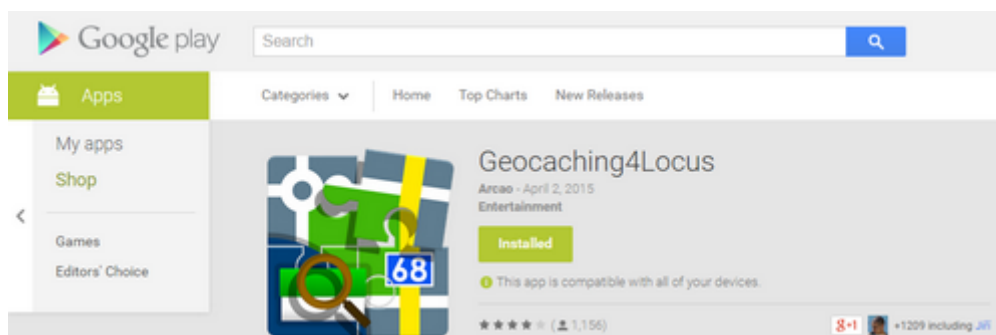 Google play
Search
Apps
Categories
Home
Top Charts
New Releases
My apps
Shop
Games
Editors' Choice
Geocaching4Locus
Arcao - April 2, 2015
Entertainment
Installed
This app is compatible with all of your devices.
68
(1,156)
g+1
+1209 including Jiří